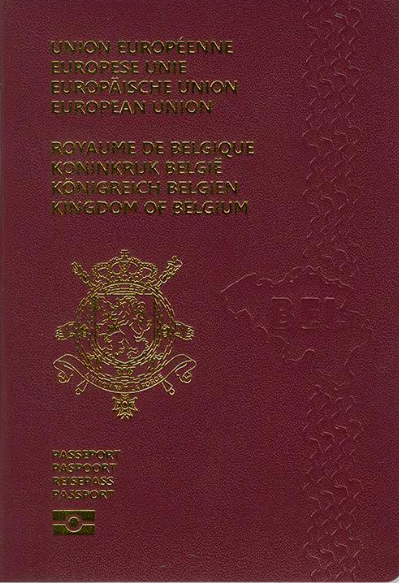 UNION EUROPÉENNE
EUROPESE UNIE
EUROPÄISCHE UNION
EUROPEAN UNION
ROYAUME DE BELGIQUE
KONINKRIJK BELGIË
KÖNIGREICH BELGIEN
KINGDOM OF BELGIUM
BEL
PASSEPORT
PASPOORT
REISEPASS
PASSPORT